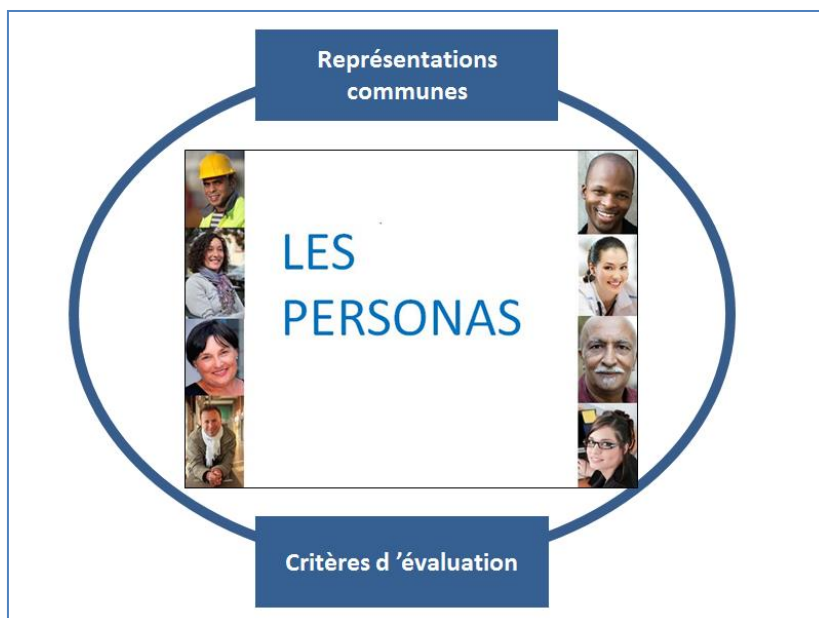 Représentations
communes
LES
PERSONAS
Critères d ’évaluation